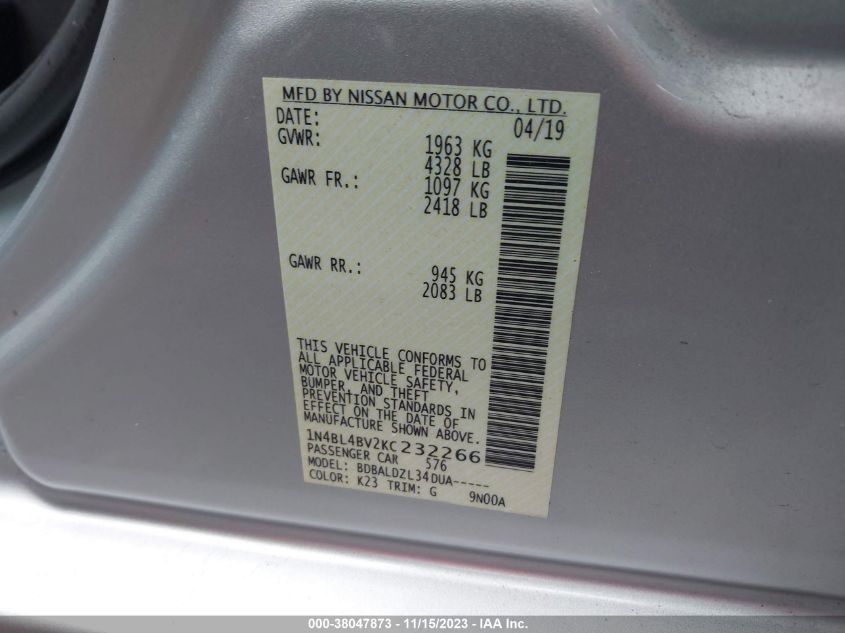 MFD BY NISSAN MOTOR CO., LTD.
DATE: 04/19
GVWR: 1963 KG
4328 LB
GAWR FR.: 1097 KG
2418 LB
GAWR RR.: 945 KG
2083 LB
THIS VEHICLE CONFORMS TO
ALL APPLICABLE FEDERAL
MOTOR VEHICLE SAFETY,
BUMPER, AND THEFT
PREVENTION STANDARDS IN
EFFECT ON THE DATE OF
MANUFACTURE SHOWN ABOVE.
1N4BL4BV2KC232266
PASSENGER CAR 576
MODEL: BDBALDZL34DUA-----
COLOR: K23 TRIM: G 9N00A
000-38047873 - 11/15/2023 - IAA Inc.